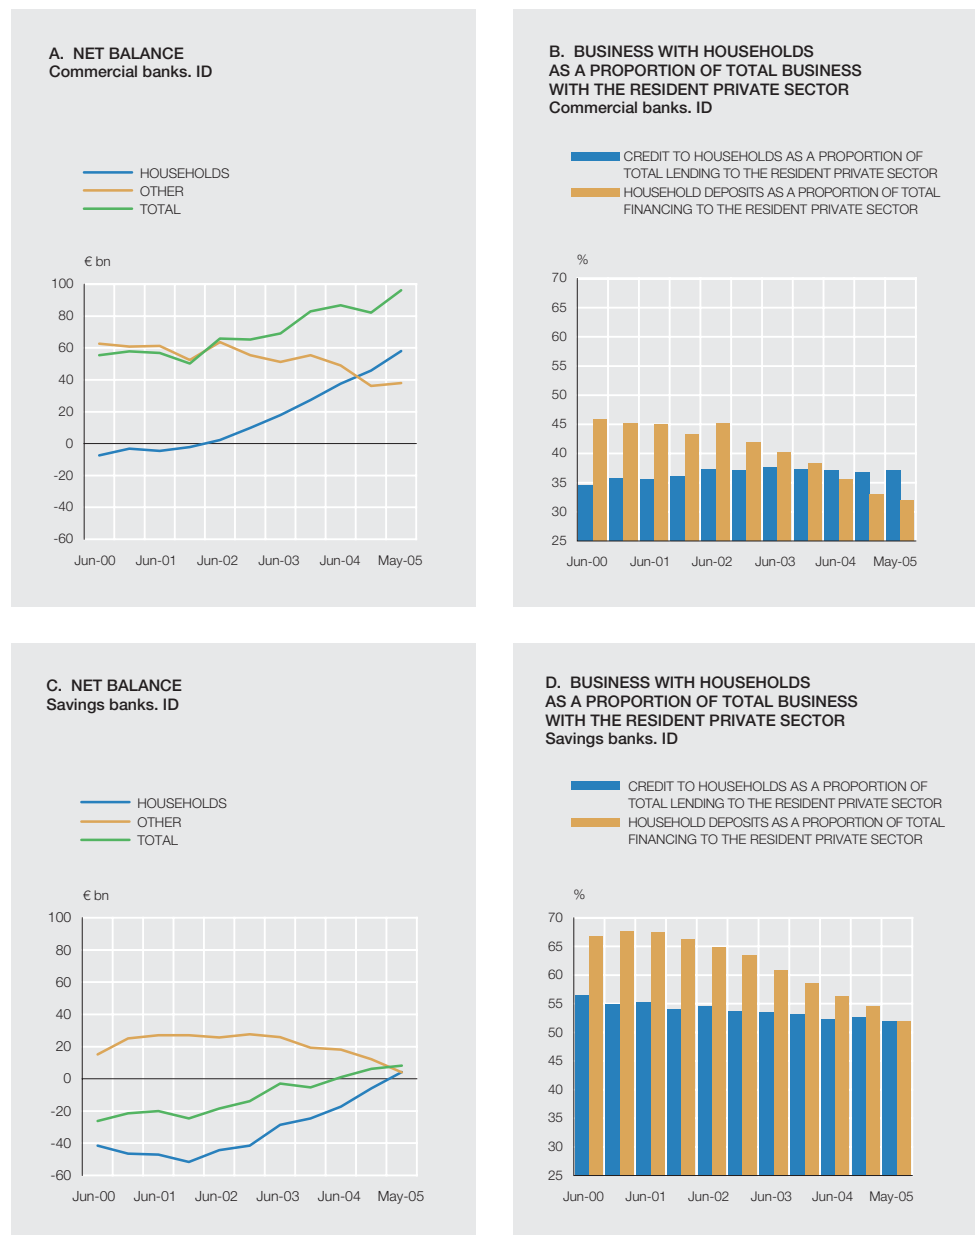 A. NET BALANCE
Commercial banks. ID
HOUSEHOLDS
OTHER
TOTAL
€ bn
100
80
60
40
20
0
-20
-40
-60
Jun-00 Jun-01 Jun-02 Jun-03 Jun-04 May-05
B. BUSINESS WITH HOUSEHOLDS
AS A PROPORTION OF TOTAL BUSINESS
WITH THE RESIDENT PRIVATE SECTOR
Commercial banks. ID
CREDIT TO HOUSEHOLDS AS A PROPORTION OF
TOTAL LENDING TO THE RESIDENT PRIVATE SECTOR
HOUSEHOLD DEPOSITS AS A PROPORTION OF TOTAL
FINANCING TO THE RESIDENT PRIVATE SECTOR
%
70
65
60
55
50
45
40
35
30
25
Jun-00 Jun-01 Jun-02 Jun-03 Jun-04 May-05
C. NET BALANCE
Savings banks. ID
HOUSEHOLDS
OTHER
TOTAL
€ bn
100
80
60
40
20
0
-20
-40
-60
Jun-00 Jun-01 Jun-02 Jun-03 Jun-04 May-05
D. BUSINESS WITH HOUSEHOLDS
AS A PROPORTION OF TOTAL BUSINESS
WITH THE RESIDENT PRIVATE SECTOR
Savings banks. ID
CREDIT TO HOUSEHOLDS AS A PROPORTION OF
TOTAL LENDING TO THE RESIDENT PRIVATE SECTOR
HOUSEHOLD DEPOSITS AS A PROPORTION OF TOTAL
FINANCING TO THE RESIDENT PRIVATE SECTOR
%
70
65
60
55
50
45
40
35
30
25
Jun-00 Jun-01 Jun-02 Jun-03 Jun-04 May-05